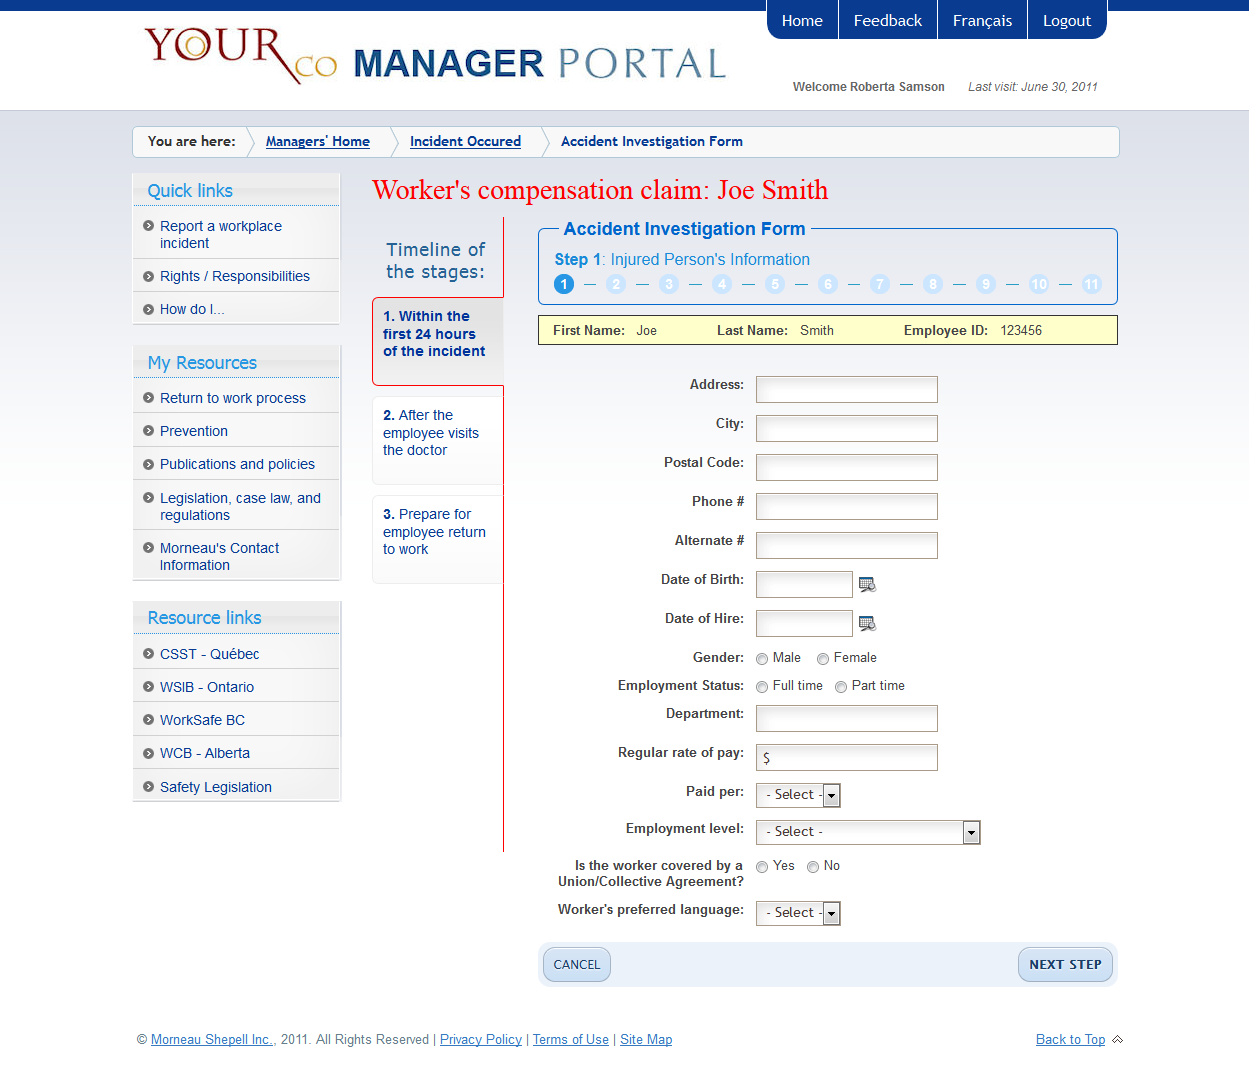 Home Feedback Français Logout
YOUR CO MANAGER PORTAL
Welcome Roberta Samson Last visit: June 30, 2011
You are here: Managers' Home Incident Occured Accident Investigation Form
Quick links
Report a workplace
incident
Rights / Responsibilities
How do I...
My Resources
Return to work process
Prevention
Publications and policies
Legislation, case law, and
regulations
Morneau's Contact
Information
Resource links
CSST - Québec
WSIB - Ontario
WorkSafe BC
WCB - Alberta
Safety Legislation
Worker's compensation claim: Joe Smith
Timeline of
the stages:
1. Within the
first 24 hours
of the incident
2. After the
employee visits
the doctor
3. Prepare for
employee return
to work
Accident Investigation Form
Step 1: Injured Person's Information
1 — 2 — 3 — 4 — 5 — 6 — 7 — 8 — 9 — 10 — 11
First Name: Joe Last Name: Smith Employee ID: 123456
Address:
City:
Postal Code:
Phone #
Alternate #
Date of Birth:
Date of Hire:
Gender: Male Female
Employment Status: Full time Part time
Department:
Regular rate of pay: $
Paid per: - Select -
Employment level: - Select -
Is the worker covered by a
Union/Collective Agreement? Yes No
Worker's preferred language: - Select -
CANCEL NEXT STEP
© Morneau Shepell Inc., 2011. All Rights Reserved | Privacy Policy | Terms of Use | Site Map Back to Top